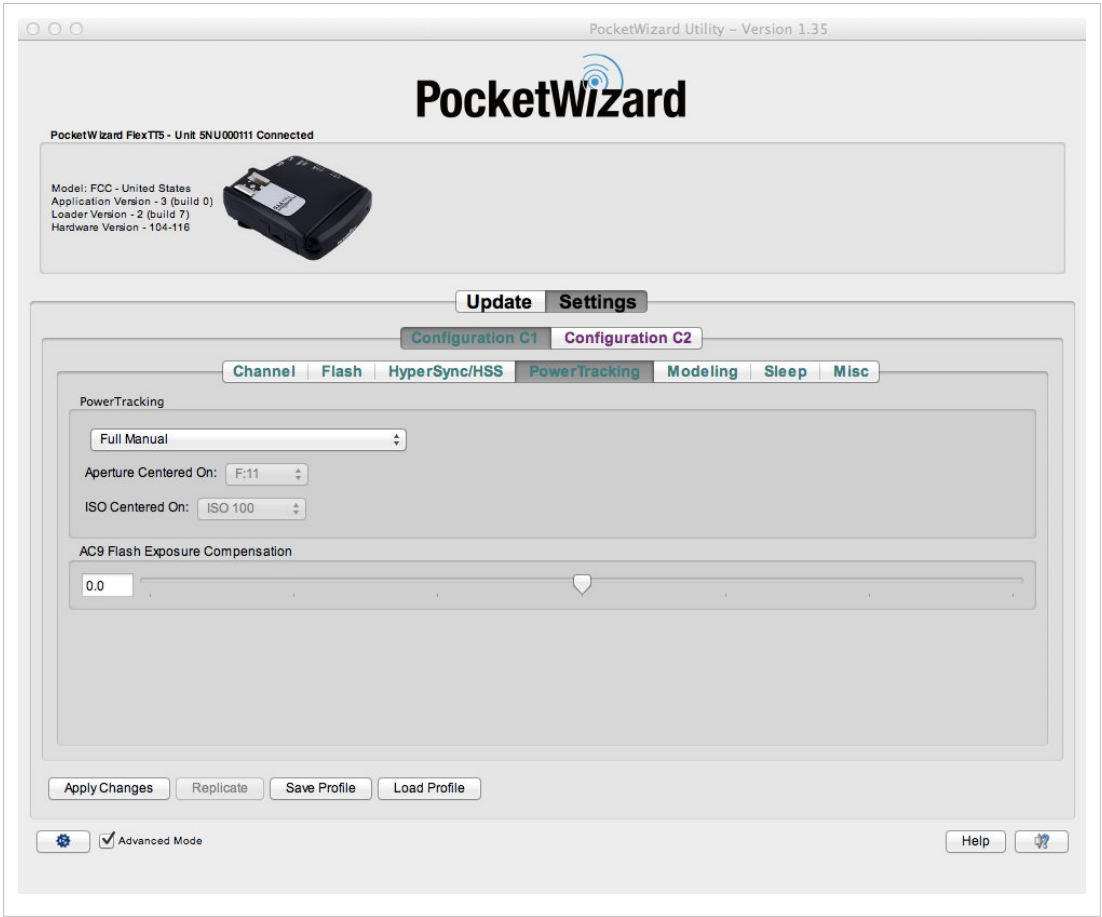 PocketWizard Utility – Version 1.35
PocketWizard
PocketWizard FlexTT5 - Unit 5NU000111 Connected
Model: FCC - United States
Application Version - 3 (build 0)
Loader Version - 2 (build 7)
Hardware Version - 104-116
Update Settings
Configuration C1 Configuration C2
Channel Flash HyperSync/HSS PowerTracking Modeling Sleep Misc
PowerTracking
Full Manual
Aperture Centered On: F:11
ISO Centered On: ISO 100
AC9 Flash Exposure Compensation
0.0
Apply Changes Replicate Save Profile Load Profile
Advanced Mode Help